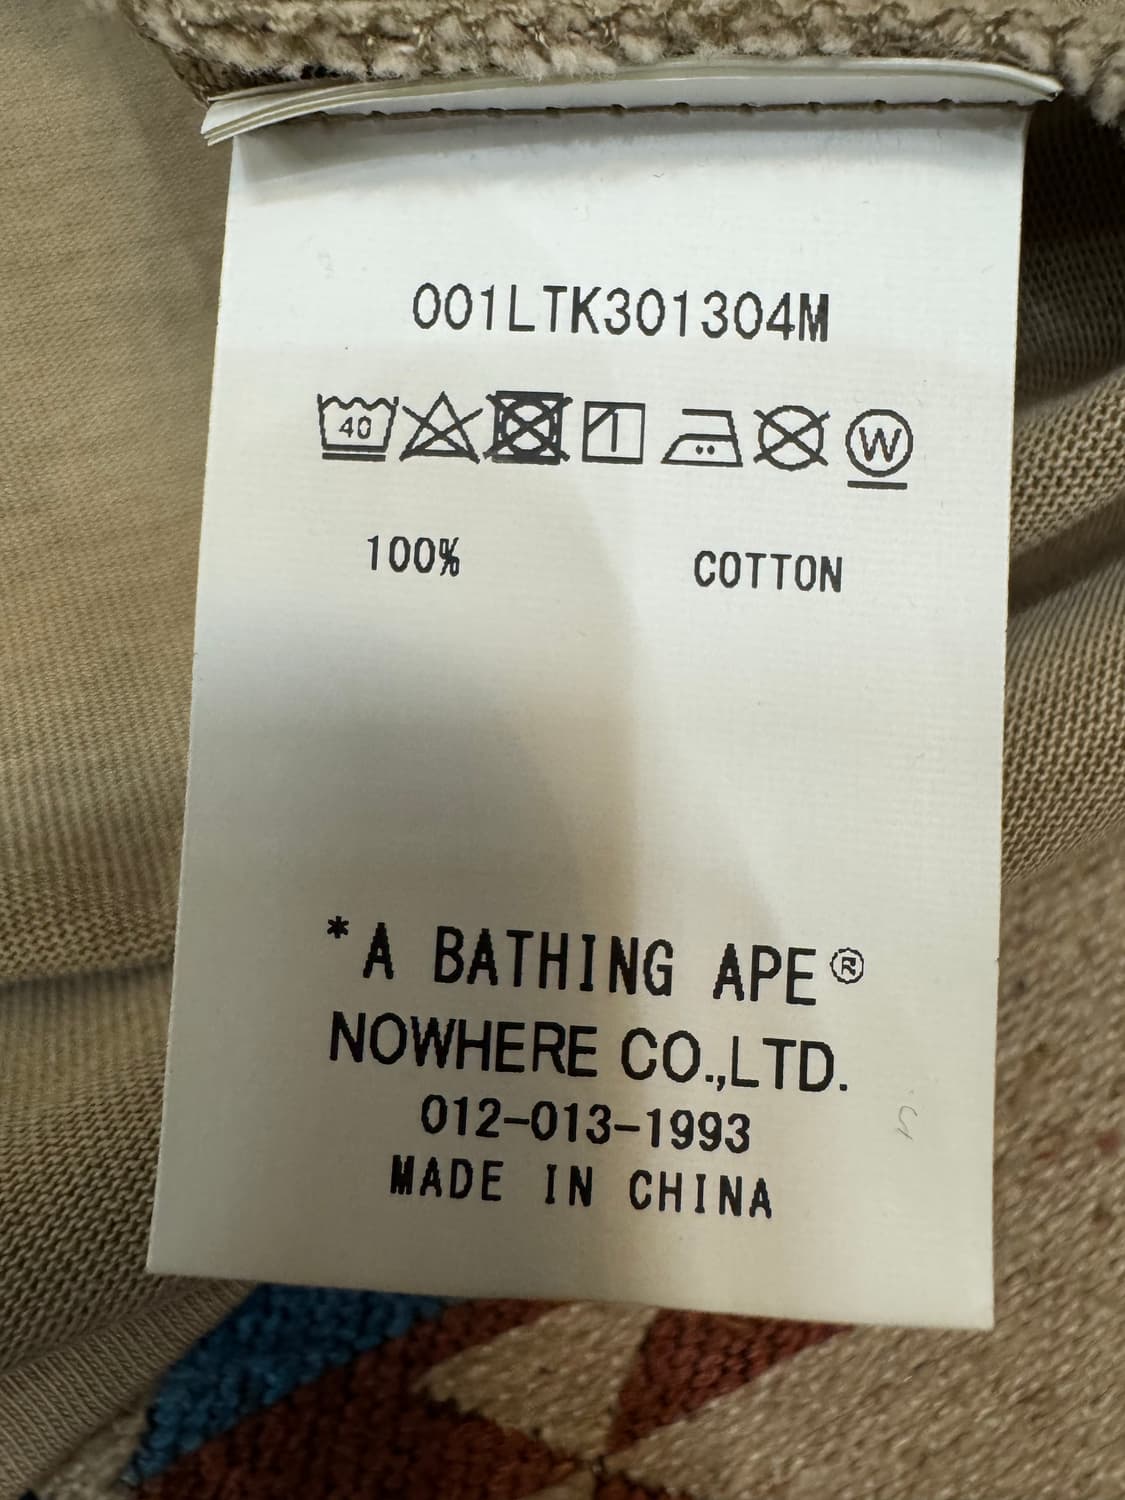 001LTK301304M
40 W
100% COTTON
*A BATHING APE®
NOWHERE CO.,LTD.
012-013-1993
MADE IN CHINA